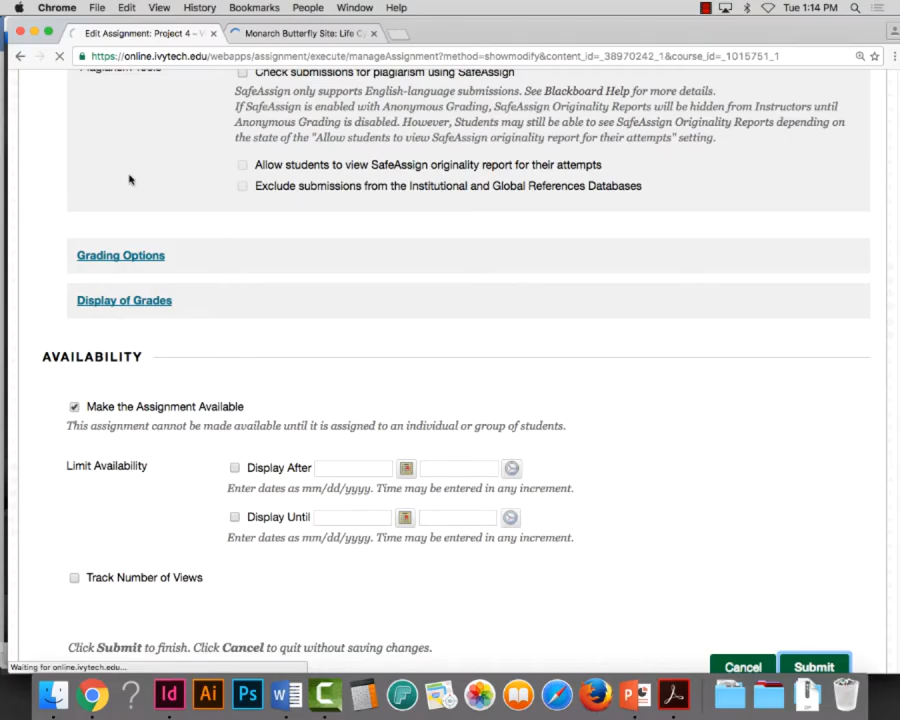 Chrome File Edit View History Bookmarks People Window Help Tue 1:14 PM
Edit Assignment: Project 4 – V Monarch Butterfly Site: Life C
https://online.ivytech.edu/webapps/assignment/execute/manageAssignment?method=showmodify&content_id=_38970242_1&course_id=_1015751_1
Plagiarism Tools Check submissions for plagiarism using SafeAssign
SafeAssign only supports English-language submissions. See Blackboard Help for more details.
If SafeAssign is enabled with Anonymous Grading, SafeAssign Originality Reports will be hidden from Instructors until
Anonymous Grading is disabled. However, Students may still be able to see SafeAssign Originality Reports depending on
the state of the "Allow students to view SafeAssign originality report for their attempts" setting.
Allow students to view SafeAssign originality report for their attempts
Exclude submissions from the Institutional and Global References Databases
Grading Options
Display of Grades
AVAILABILITY
Make the Assignment Available
This assignment cannot be made available until it is assigned to an individual or group of students.
Limit Availability Display After
Enter dates as mm/dd/yyyy. Time may be entered in any increment.
Display Until
Enter dates as mm/dd/yyyy. Time may be entered in any increment.
Track Number of Views
Click Submit to finish. Click Cancel to quit without saving changes.
Cancel Submit
Waiting for online.ivytech.edu...
? Id Ai Ps W C P